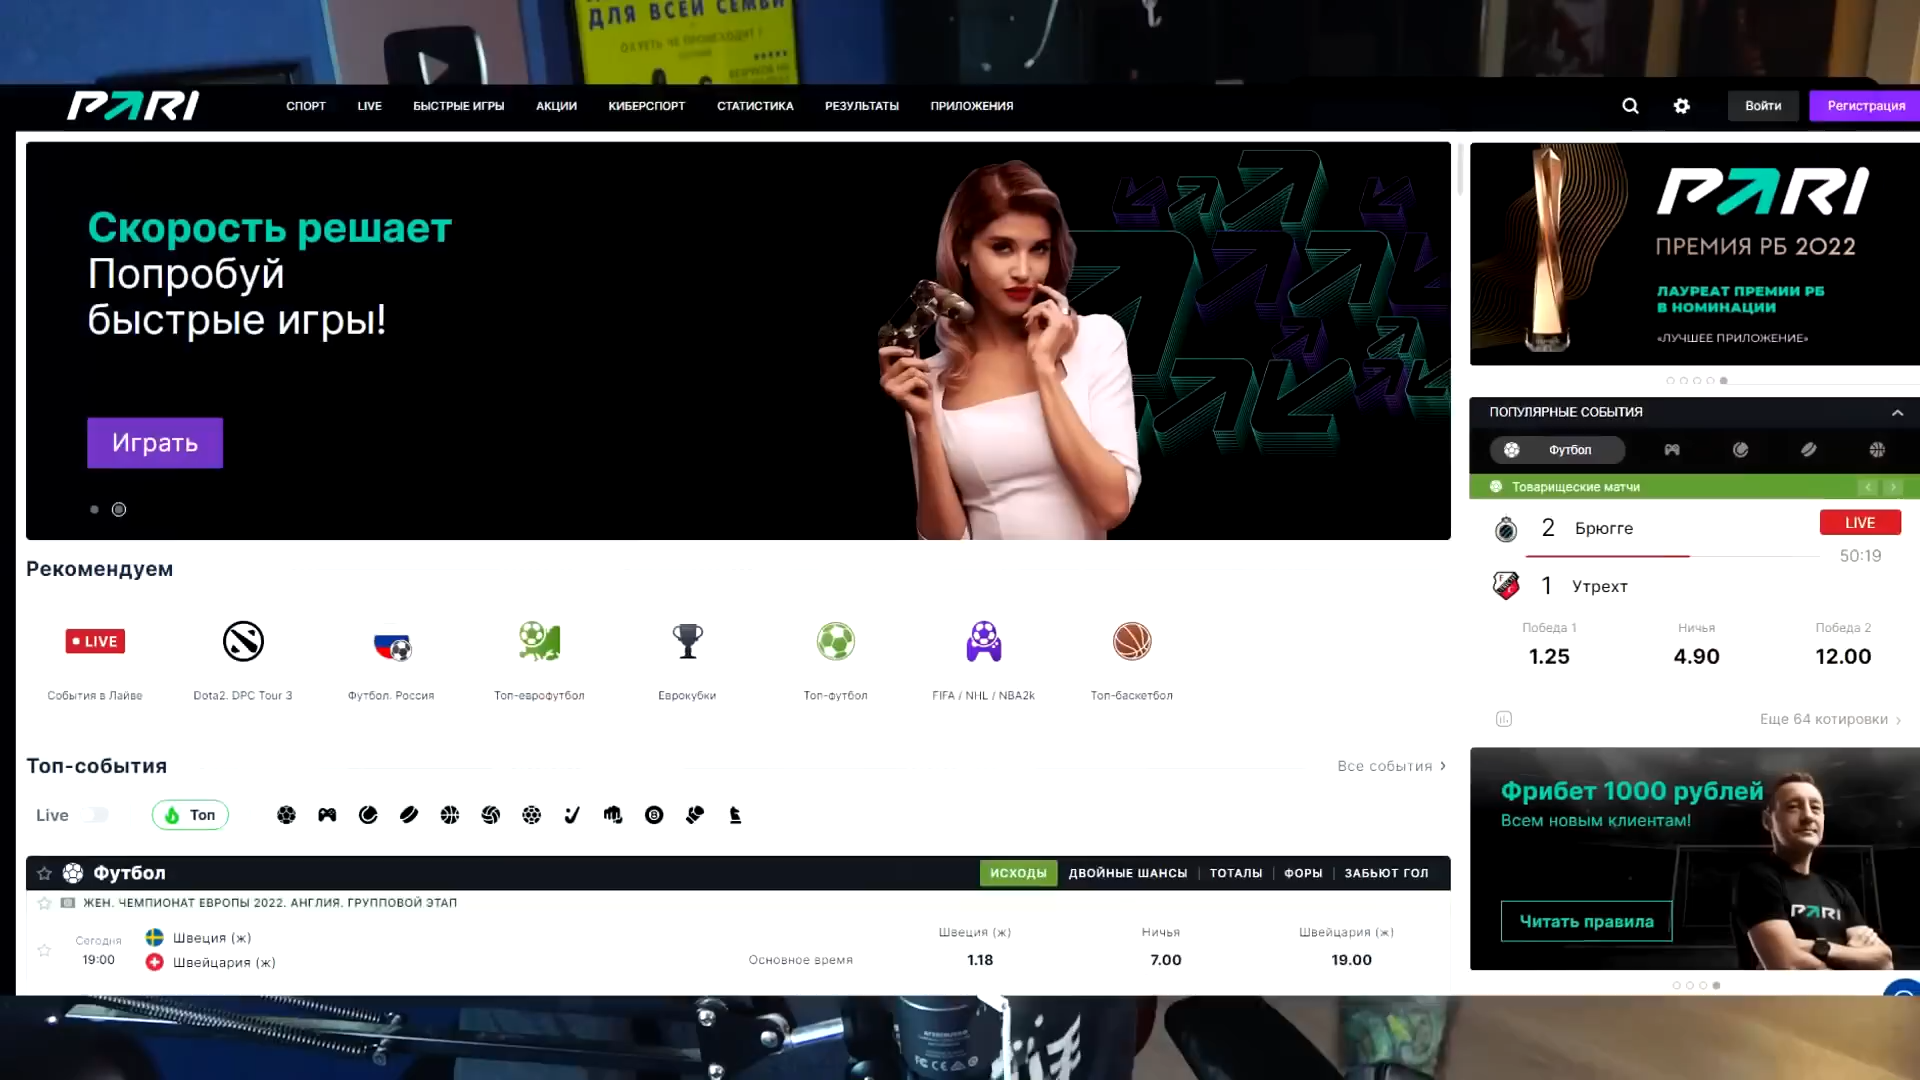 ДЛЯ ВСЕЙ СЕМЬИ
PARI
СПОРТ
LIVE
БЫСТРЫЕ ИГРЫ
АКЦИИ
КИБЕРСПОРТ
СТАТИСТИКА
РЕЗУЛЬТАТЫ
ПРИЛОЖЕНИЯ
Войти
Регистрация
Скорость решает
Попробуй
быстрые игры!
Играть
PARI
ПРЕМИЯ РБ 2022
ЛАУРЕАТ ПРЕМИИ РБ
В НОМИНАЦИИ
«ЛУЧШЕЕ ПРИЛОЖЕНИЕ»
ПОПУЛЯРНЫЕ СОБЫТИЯ
Футбол
Товарищеские матчи
2 Брюгге
LIVE
50:19
1 Утрехт
Победа 1
Ничья
Победа 2
1.25
4.90
12.00
Еще 64 котировки
Рекомендуем
LIVE
События в Лайве
Dota2. DPC Tour 3
Футбол. Россия
Топ-еврофутбол
Еврокубки
Топ-футбол
FIFA / NHL / NBA2k
Топ-баскетбол
Топ-события
Все события
Live
Топ
Футбол
ИСХОДЫ
ДВОЙНЫЕ ШАНСЫ
ТОТАЛЫ
ФОРЫ
ЗАБЬЮТ ГОЛ
ЖЕН. ЧЕМПИОНАТ ЕВРОПЫ 2022. АНГЛИЯ. ГРУППОВОЙ ЭТАП
Сегодня
19:00
Швеция (ж)
Швейцария (ж)
Основное время
Швеция (ж)
Ничья
Швейцария (ж)
1.18
7.00
19.00
Фрибет 1000 рублей
Всем новым клиентам!
PARI
Читать правила